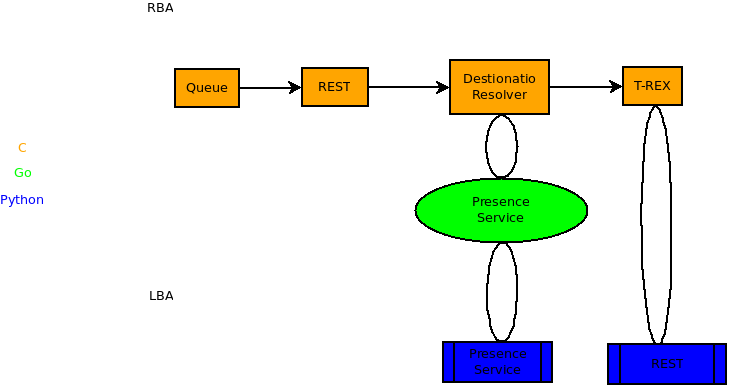 RBA
Queue
REST
Destionatio
Resolver
T-REX
C
Go
Python
Presence
Service
LBA
Presence
Service
REST